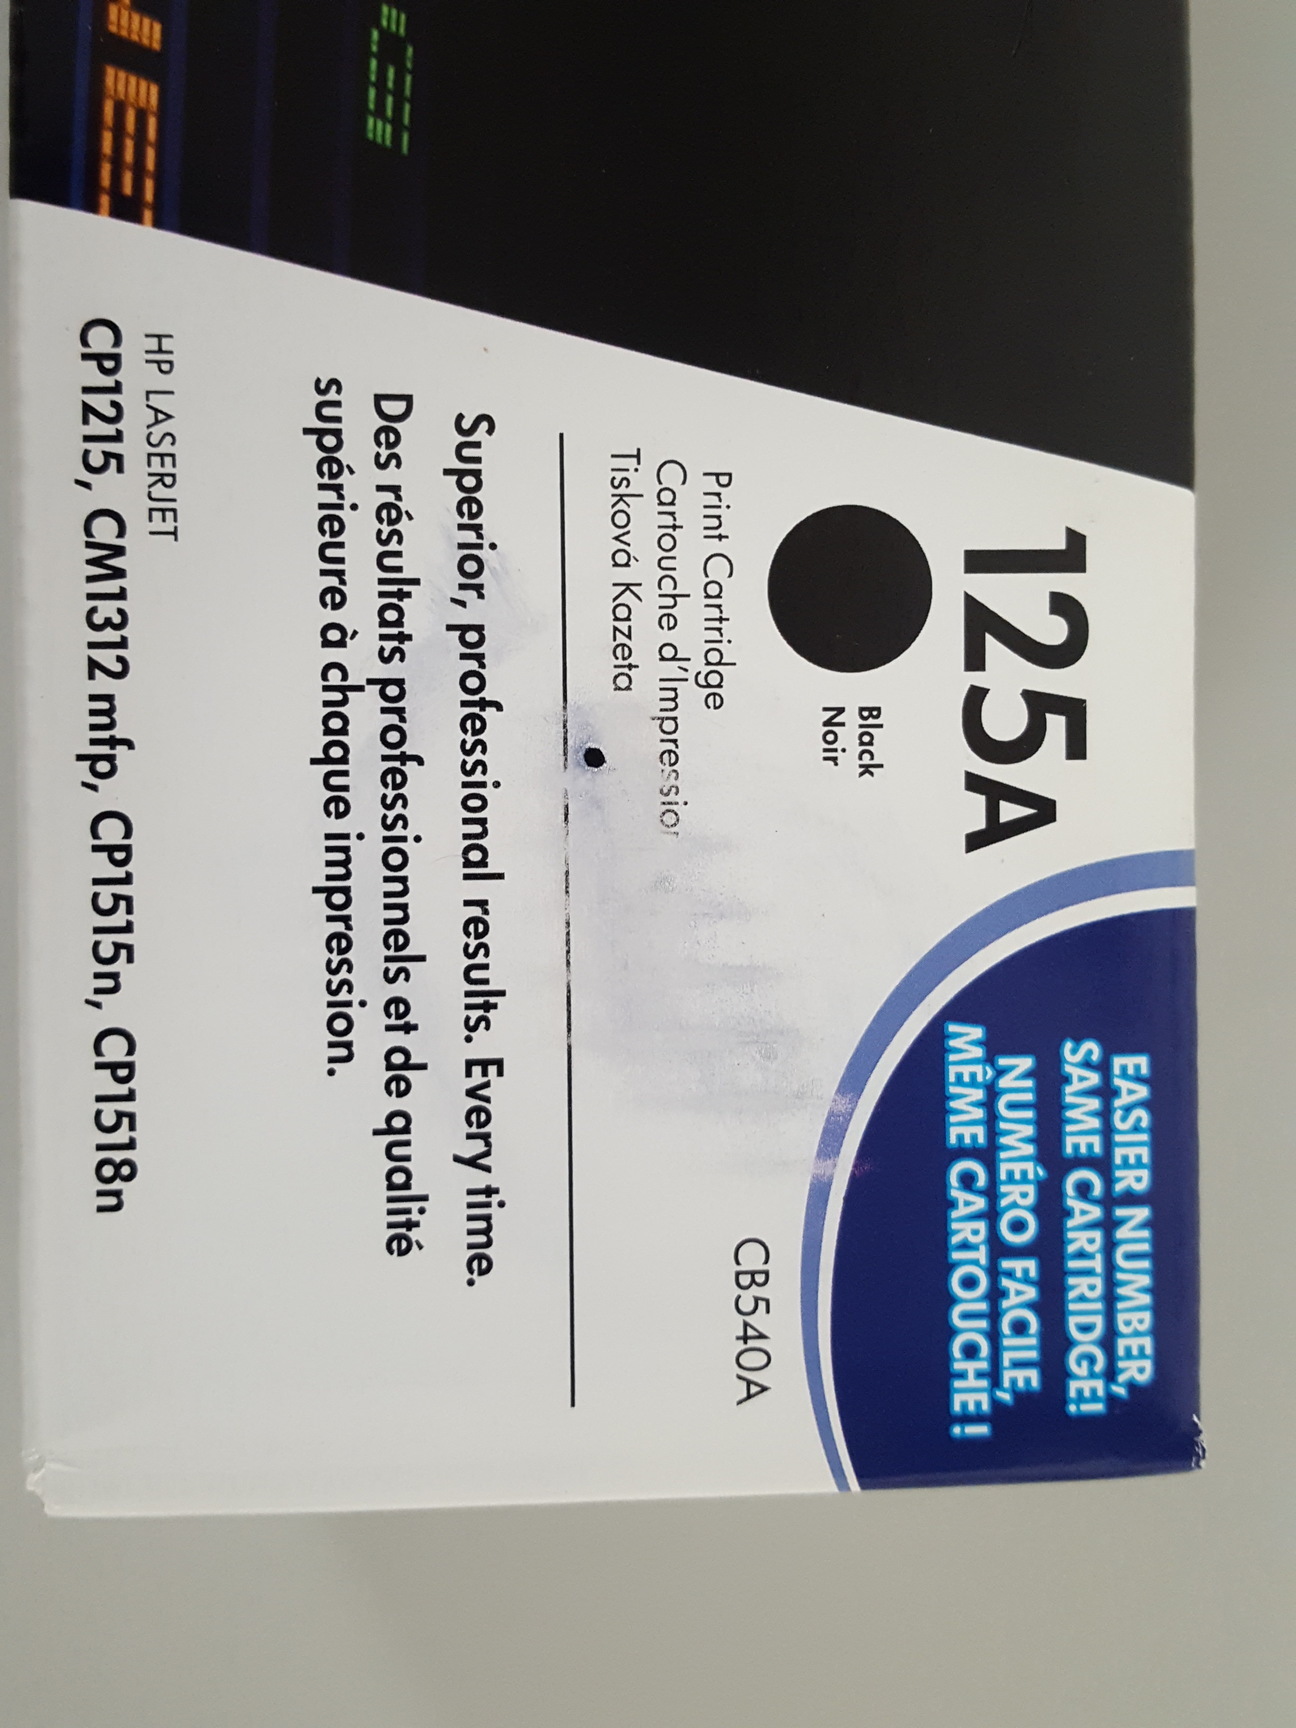 125A
EASIER NUMBER,
SAME CARTRIDGE!
NUMÉRO FACILE,
MÊME CARTOUCHE !
Black
Noir
Print Cartridge
Cartouche d'Impression
Tisková Kazeta
CB540A
Superior, professional results. Every time.
Des résultats professionnels et de qualité
supérieure à chaque impression.
HP LASERJET
CP1215, CM1312 mfp, CP1515n, CP1518n